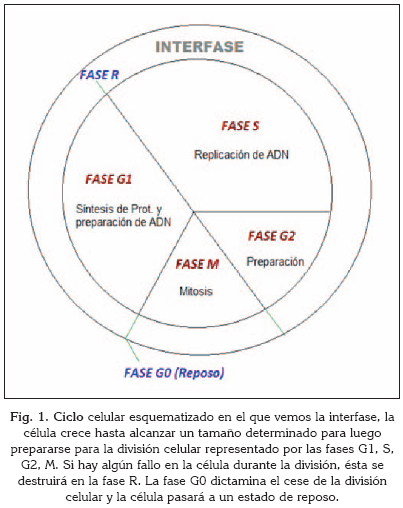 INTERFASE
FASE R
FASE S
Replicación de ADN
FASE G1
Síntesis de Prot. y
preparación de ADN
FASE G2
Preparación
FASE M
Mitosis
FASE G0 (Reposo)
Fig. 1. Ciclo celular esquematizado en el que vemos la interfase, la
célula crece hasta alcanzar un tamaño determinado para luego
prepararse para la división celular representado por las fases G1, S,
G2, M. Si hay algún fallo en la célula durante la división, ésta se
destruirá en la fase R. La fase G0 dictamina el cese de la división
celular y la célula pasará a un estado de reposo.